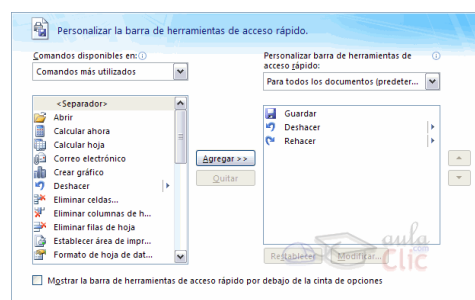 Personalizar la barra de herramientas de acceso rápido.
Comandos disponibles en:
Comandos más utilizados
<Separador>
Abrir
Calcular ahora
Calcular hoja
Correo electrónico
Crear gráfico
Deshacer
Eliminar celdas...
Eliminar columnas de h...
Eliminar filas de hoja
Establecer área de impr...
Formato de hoja de dat...
Agregar >>
Quitar
Personalizar barra de herramientas de
acceso rápido:
Para todos los documentos (predeter...
Guardar
Deshacer
Rehacer
Restablecer
Modificar...
aula
.com
Clic
Mostrar la barra de herramientas de acceso rápido por debajo de la cinta de opciones